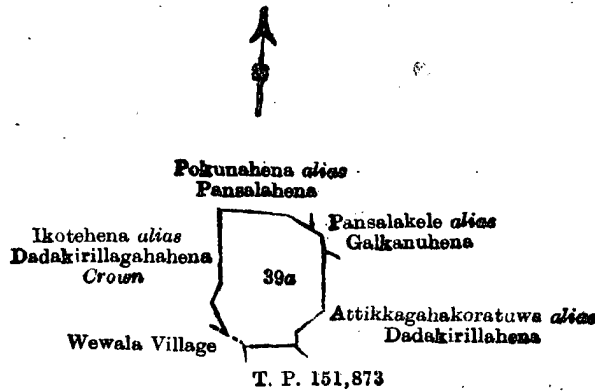 Pokunahena alias
Pansalahena
Ikotehena alias
Dadakirillagahahena
Crown
Pansalakele alias
Galkanuhena
39a
Attikkagahakoratuwa alias
Dadakirillahena
Wewala Village
T. P. 151,873